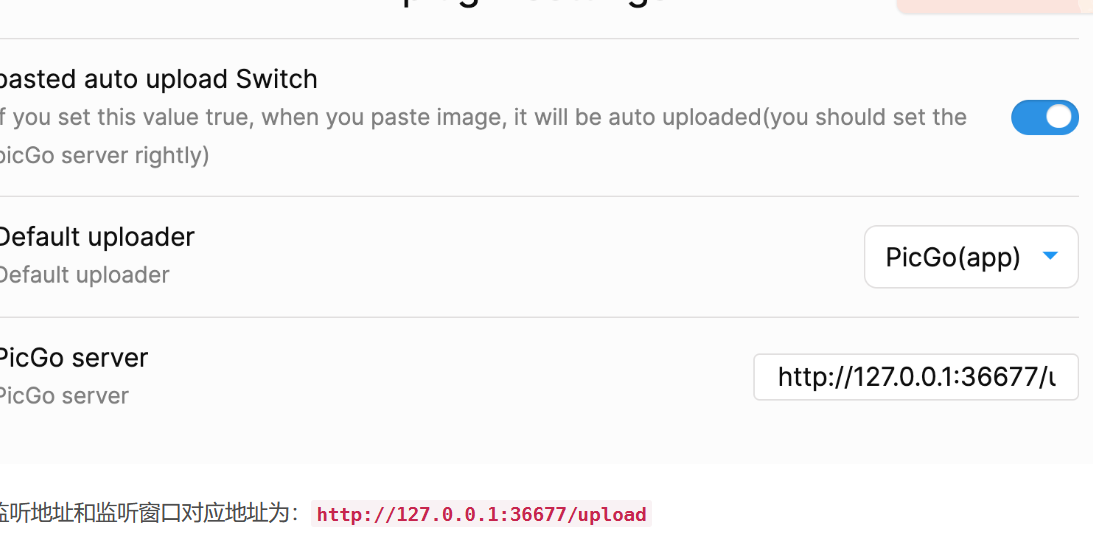 pasted auto upload Switch
If you set this value true, when you paste image, it will be auto uploaded(you should set the
picGo server rightly)
Default uploader
Default uploader
PicGo(app)
PicGo server
http://127.0.0.1:36677/u
PicGo server
监听地址和监听窗口对应地址为： http://127.0.0.1:36677/upload